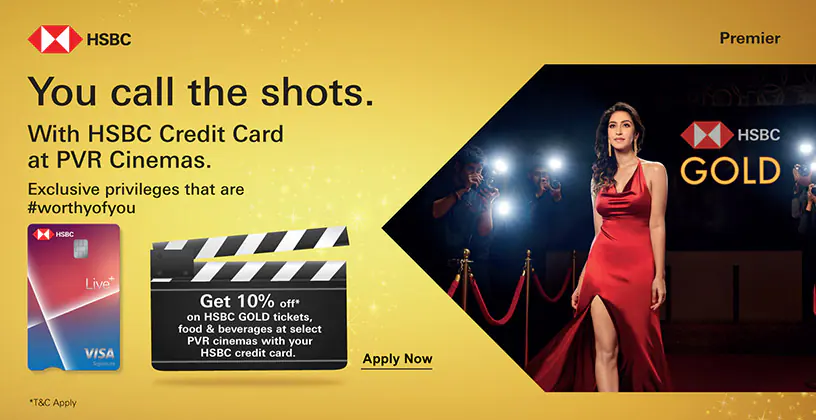 HSBC
Premier
You call the shots.
With HSBC Credit Card
at PVR Cinemas.
Exclusive privileges that are
#worthyofyou
HSBC
Live+
VISA
Get 10% off*
on HSBC GOLD tickets,
food & beverages at select
PVR cinemas with your
HSBC credit card.
Apply Now
HSBC
GOLD
*T&C Apply